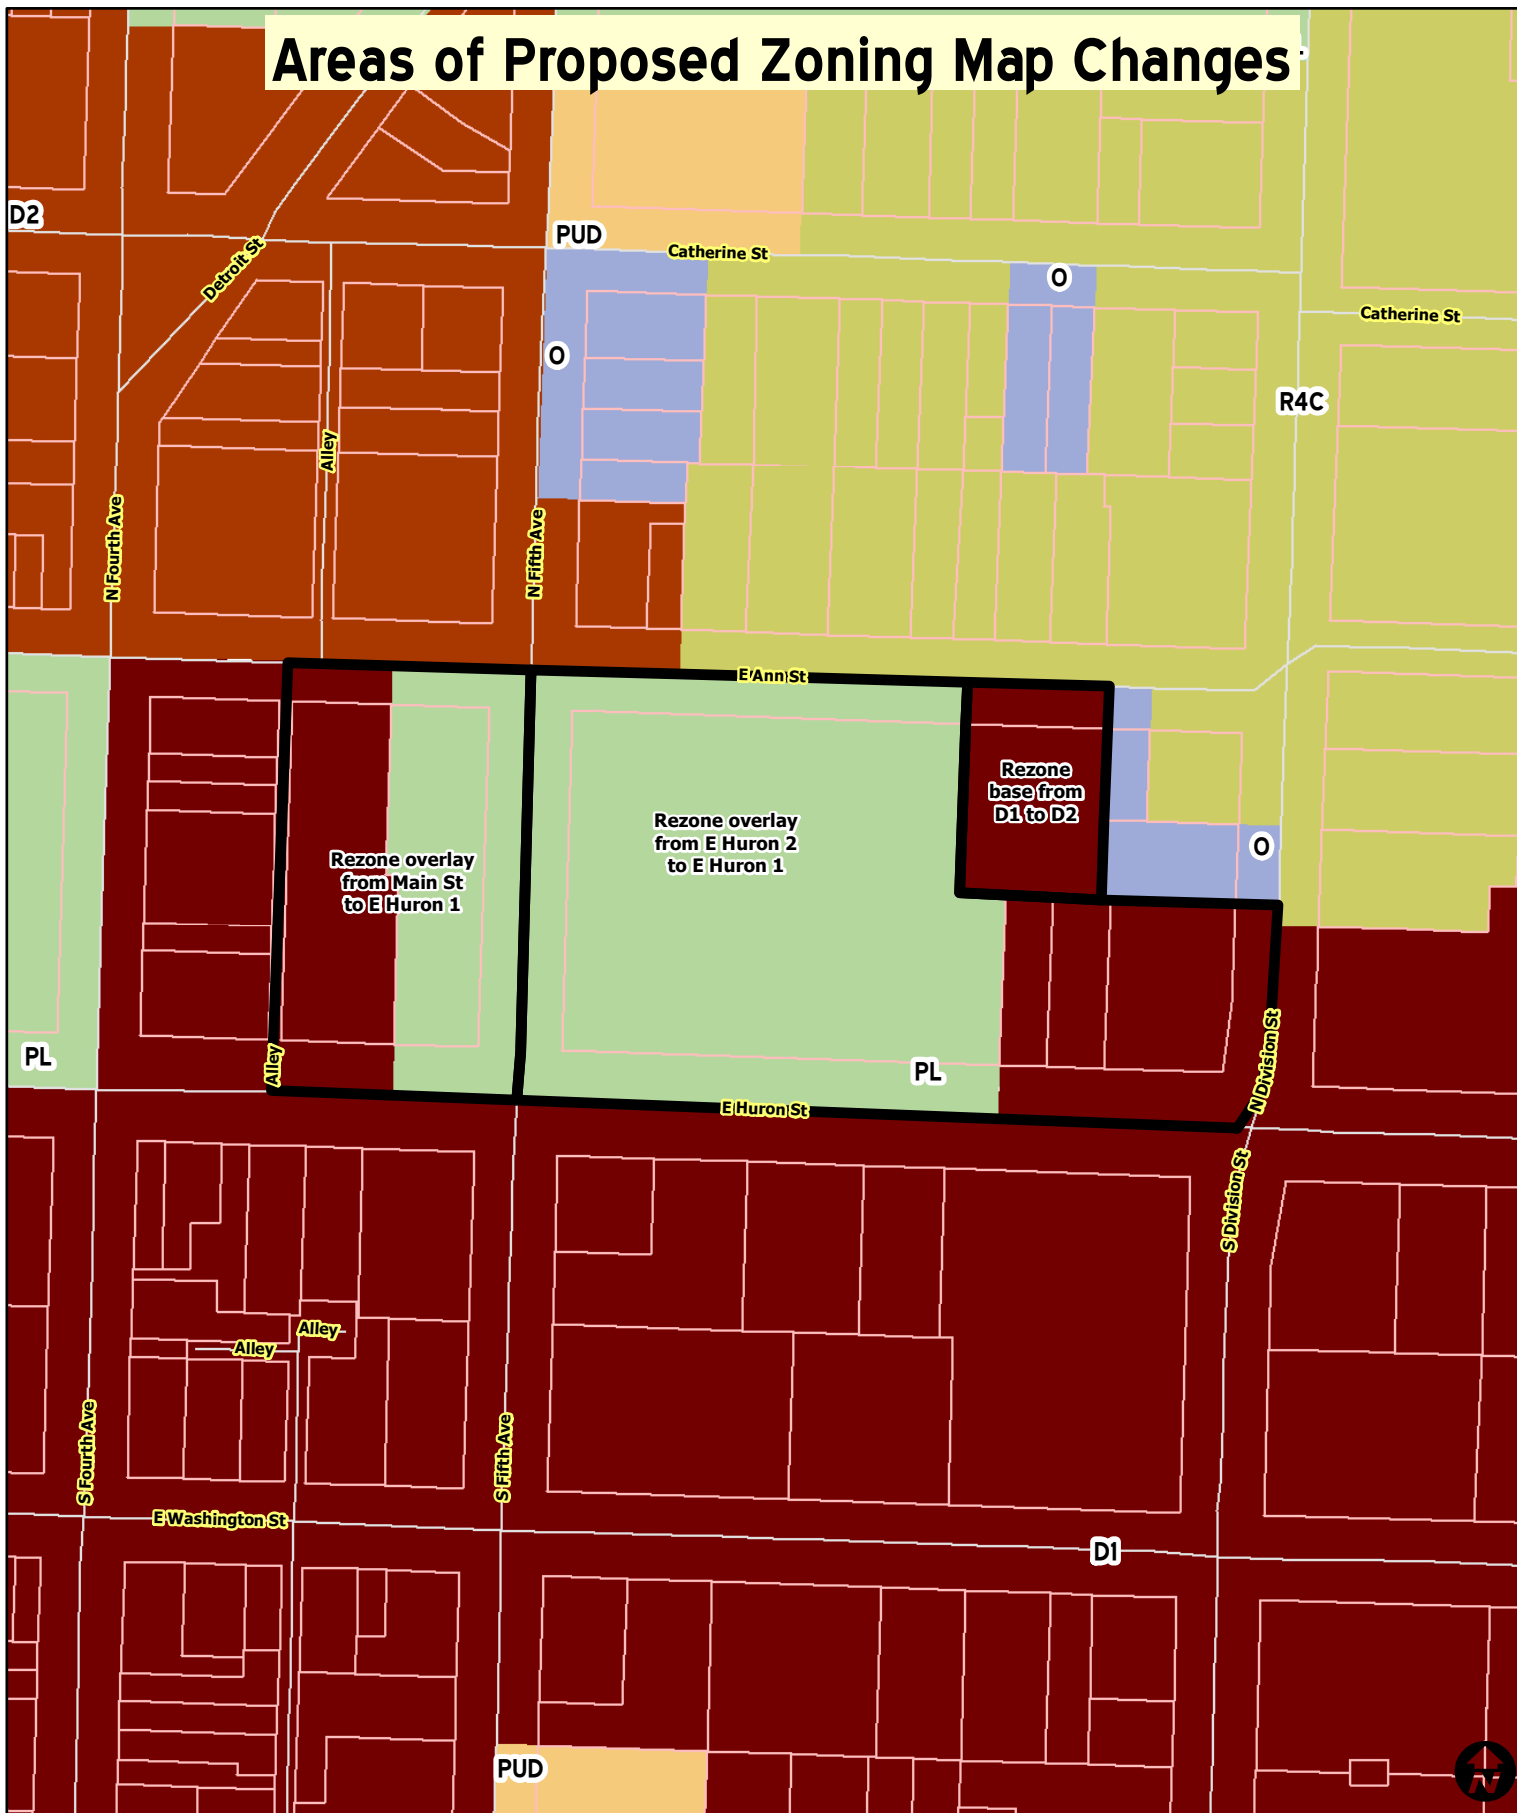 Areas of Proposed Zoning Map Changes
D2
PUD
Catherine St
Detroit St
O
Catherine St
O
R4C
Alley
N Fourth Ave
N Fifth Ave
E Ann St
Rezone
base from
D1 to D2
Rezone overlay
from E Huron 2
to E Huron 1
Rezone overlay
from Main St
to E Huron 1
O
PL
Alley
PL
N Division St
E Huron St
S Division St
Alley
Alley
S Fourth Ave
S Fifth Ave
E Washington St
D1
PUD
N